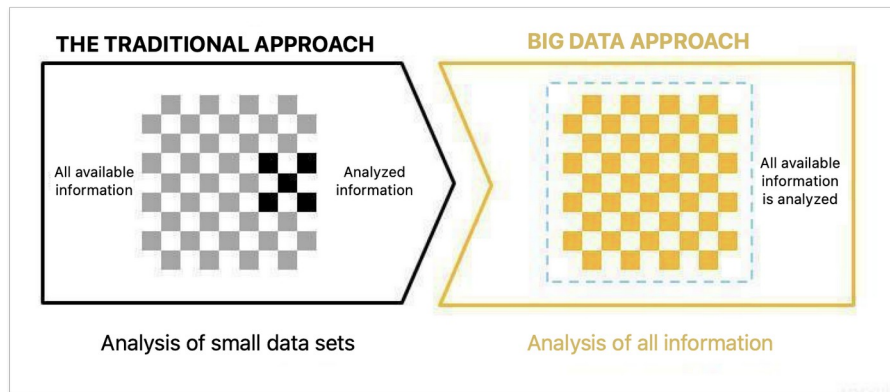 THE TRADITIONAL APPROACH
All available
information
Analyzed
information
Analysis of small data sets
BIG DATA APPROACH
All available
information
is analyzed
Analysis of all information